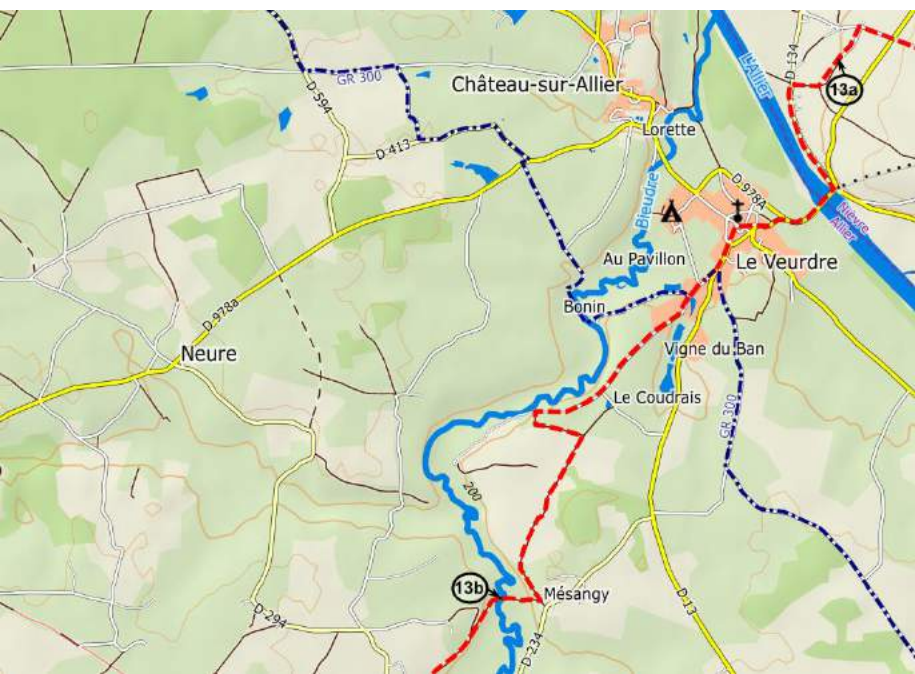 GR 300
D 594
D 413
Château-sur-Allier
Lorette
L'Allier
D 134
13a
D 978A
Bieudre
Nièvre
Allier
Au Pavillon
Le Veurdre
Bonin
D 978a
Neure
Vigne du Ban
Le Coudrais
GR 300
200
13b
Mésangy
D 294
D 234
D 13